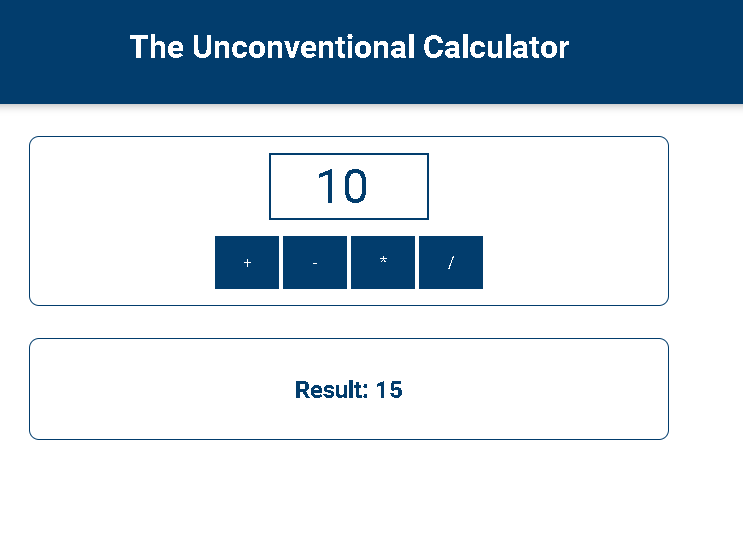 The Unconventional Calculator
10
+ - * /
Result: 15